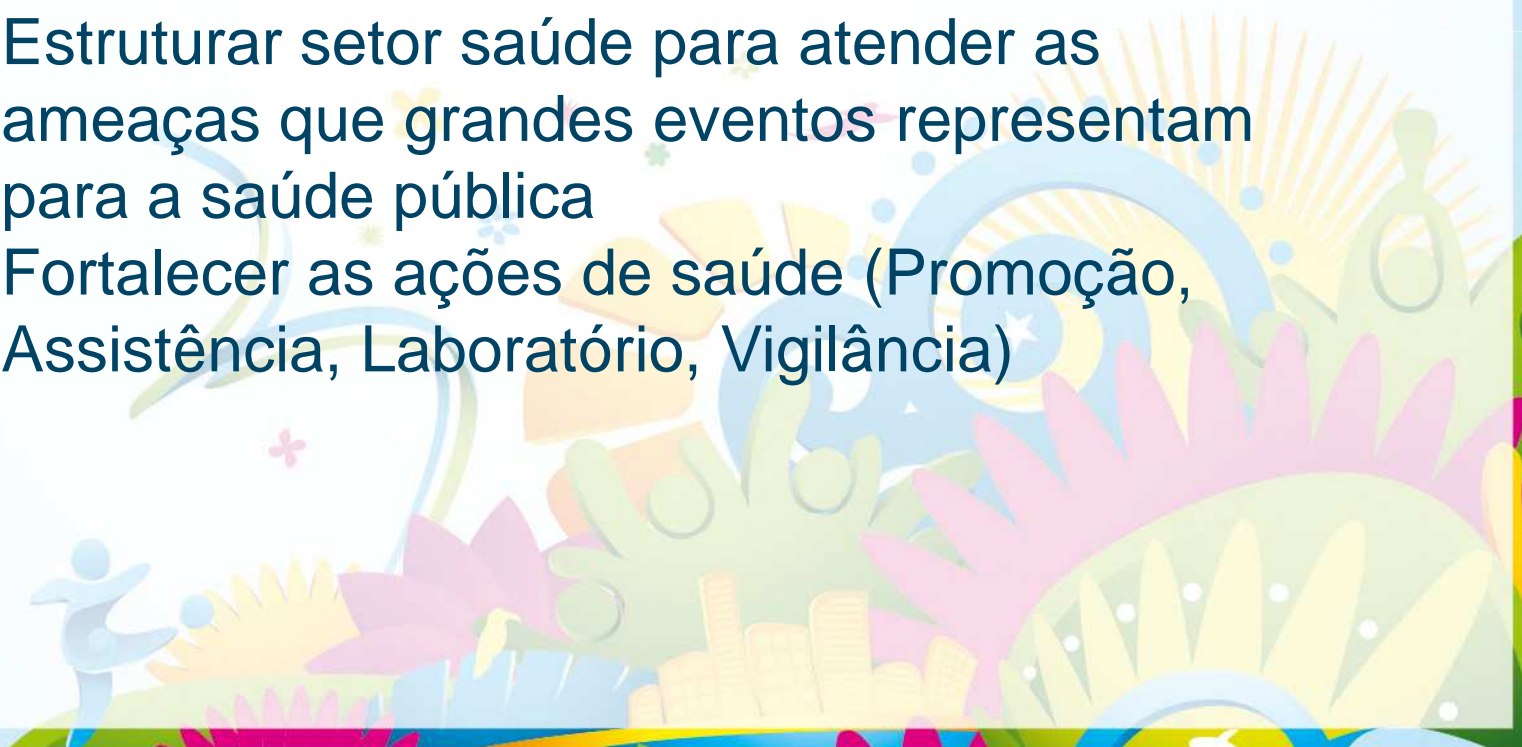 Estruturar setor saúde para atender as
ameaças que grandes eventos representam
para a saúde pública
Fortalecer as ações de saúde (Promoção,
Assistência, Laboratório, Vigilância)